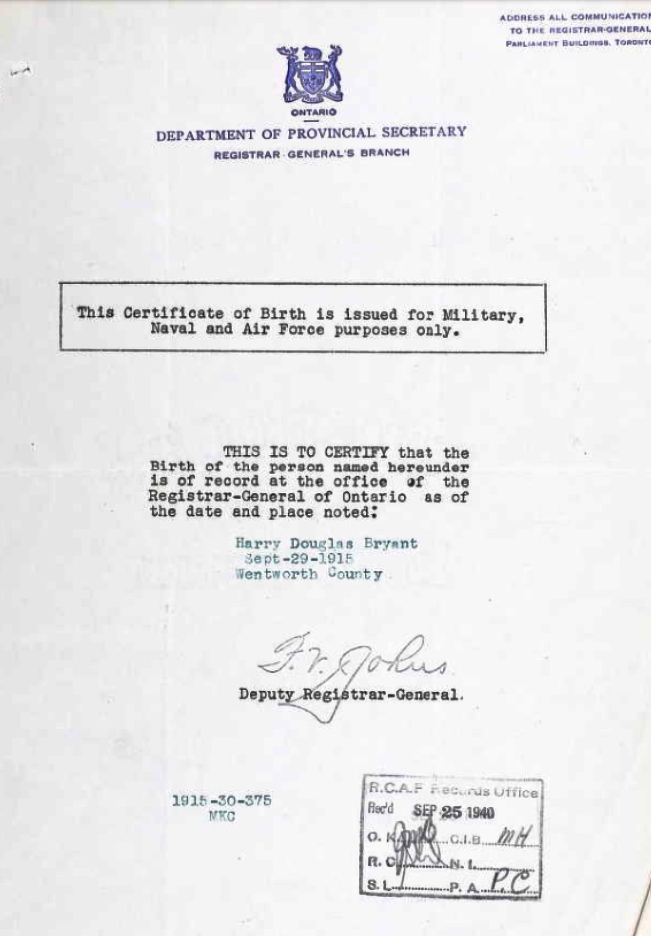 ADDRESS ALL COMMUNICATION
TO THE REGISTRAR-GENERAL
PARLIAMENT BUILDINGS, TORONTO
ONTARIO
DEPARTMENT OF PROVINCIAL SECRETARY
REGISTRAR-GENERAL'S BRANCH
This Certificate of Birth is issued for Military,
Naval and Air Force purposes only.
THIS IS TO CERTIFY that the
Birth of the person named hereunder
is of record at the office of the
Registrar-General of Ontario as of
the date and place noted:
Harry Douglas Bryant
Sept-29-1915
Wentworth County
F.V. Johns
Deputy Registrar-General.
1915-30-375
MKC
R.C.A.F Records Office
Rec'd SEP 25 1940
O. K. C.I.B. MH
R. C. N. I.
S. L. P. A. P.C